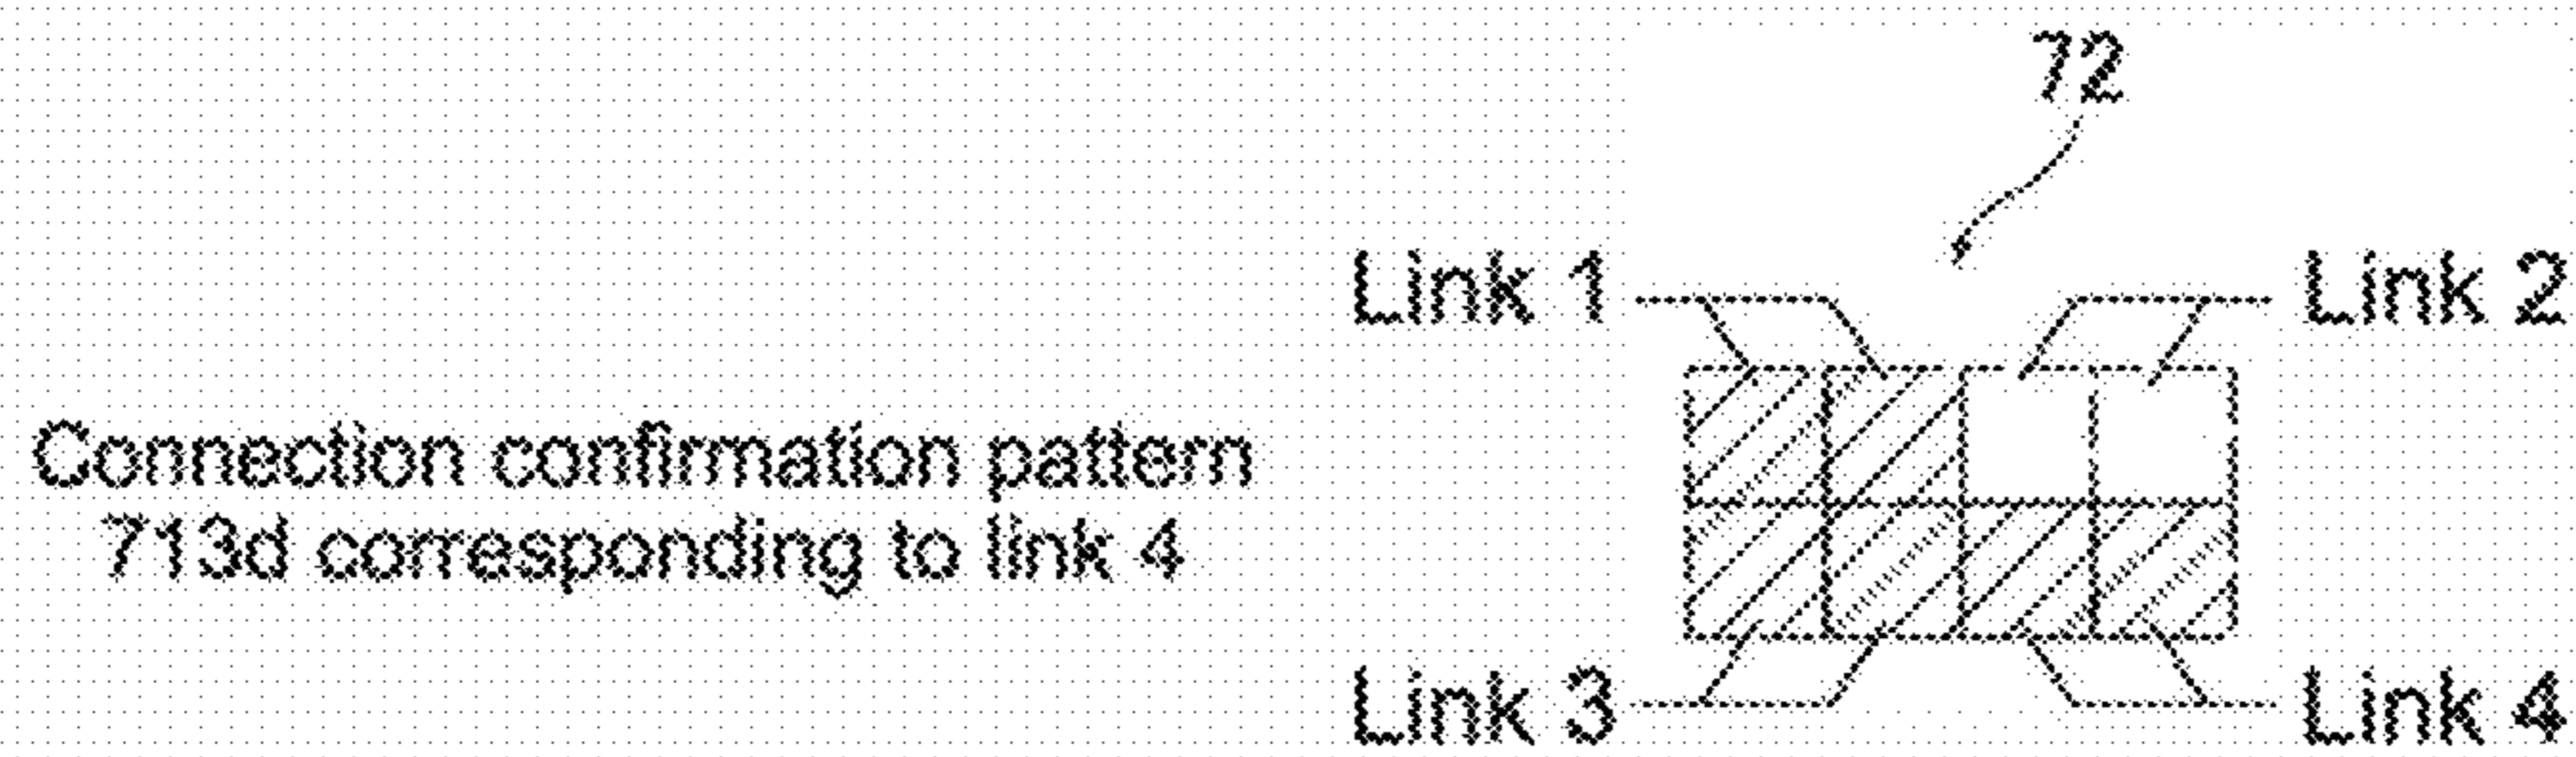 72
Link 1
Link 2
Connection confirmation pattern
713d corresponding to link 4
Link 3
Link 4